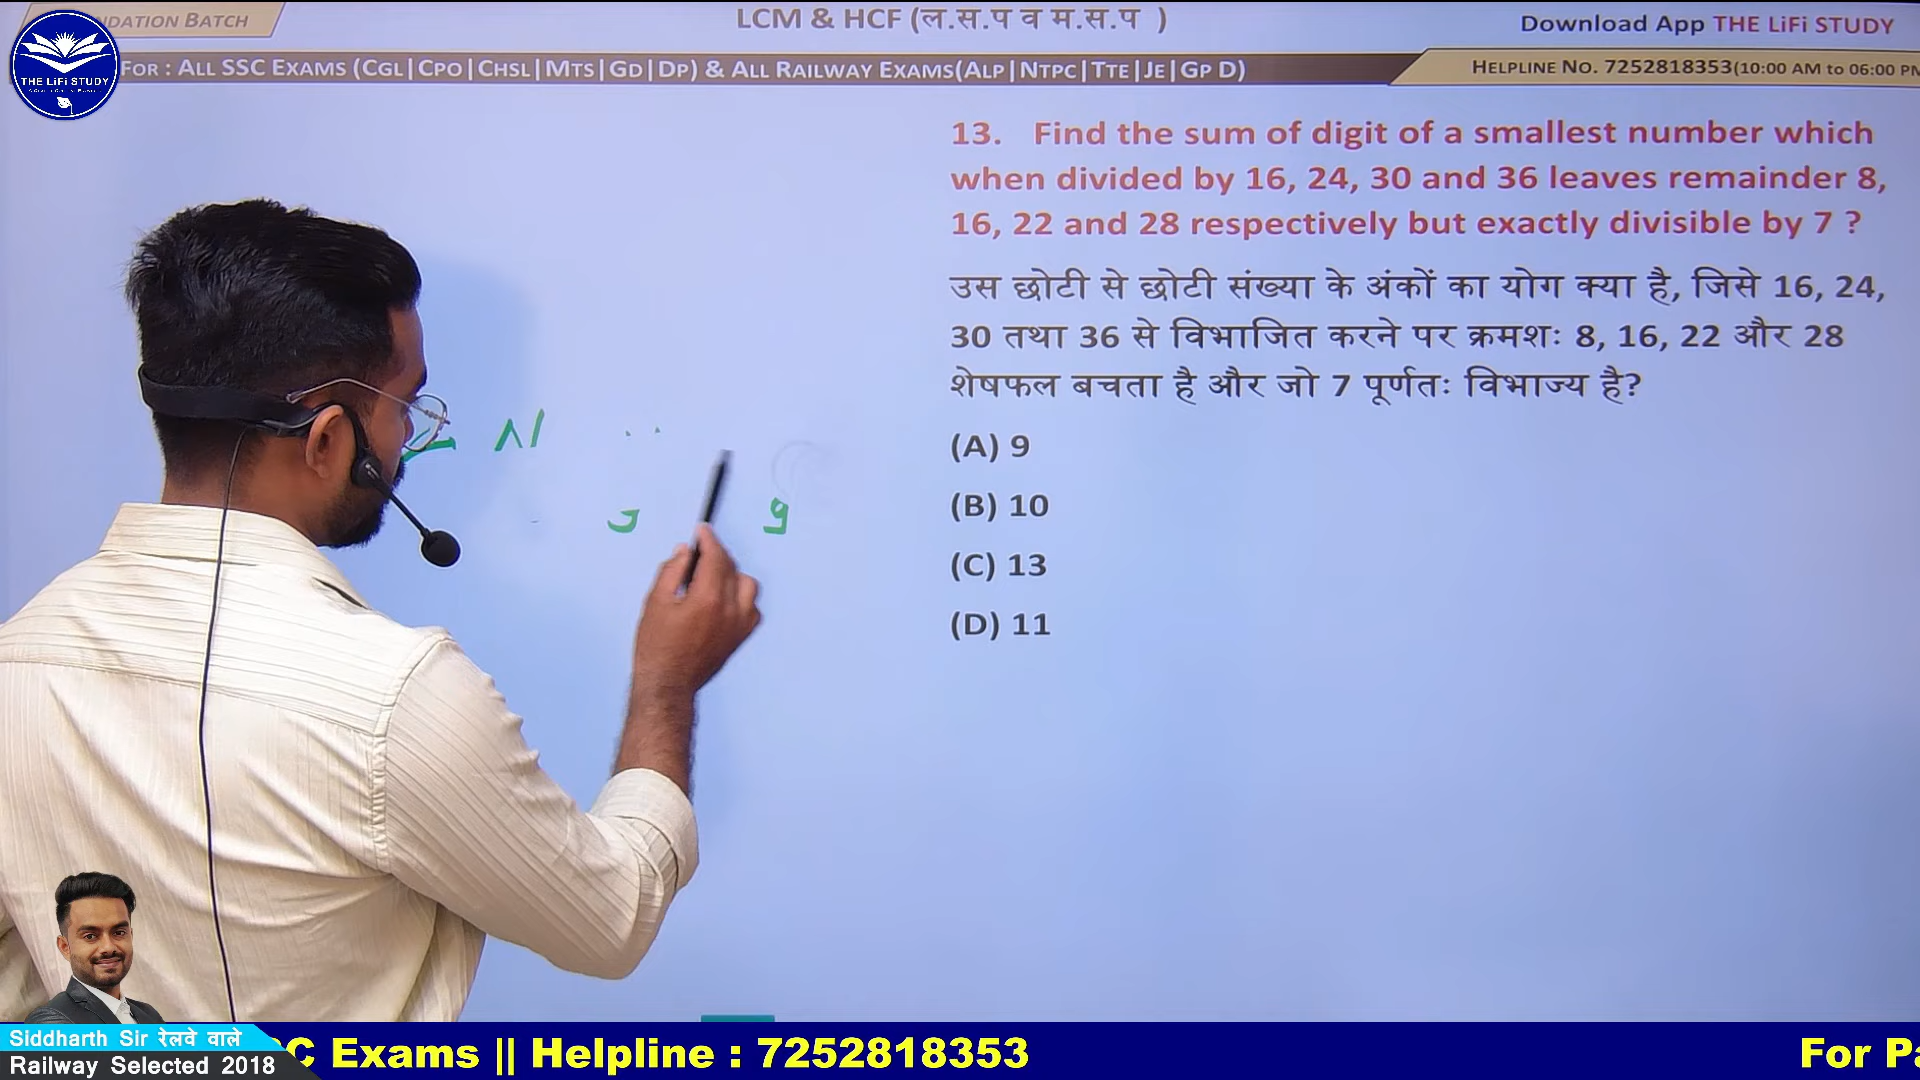 NDATION BATCH
LCM & HCF (ल.स.प व म.स.प )
Download App THE LiFi STUDY
THE LiFi STUDY
FOR : ALL SSC EXAMS (CGL|CPO|CHSL|MTS|GD|DP) & ALL RAILWAY EXAMS(ALP|NTPC|TTE|JE|GP D)
HELPLINE NO. 7252818353(10:00 AM TO 06:00 PM
13. Find the sum of digit of a smallest number which
when divided by 16, 24, 30 and 36 leaves remainder 8,
16, 22 and 28 respectively but exactly divisible by 7 ?
उस छोटी से छोटी संख्या के अंकों का योग क्या है, जिसे 16, 24,
30 तथा 36 से विभाजित करने पर क्रमशः 8, 16, 22 और 28
शेषफल बचता है और जो 7 पूर्णतः विभाज्य है?
(A) 9
(B) 10
(C) 13
(D) 11
Siddharth Sir रेलवे वाले
Railway Selected 2018
C Exams || Helpline : 7252818353
For Pa